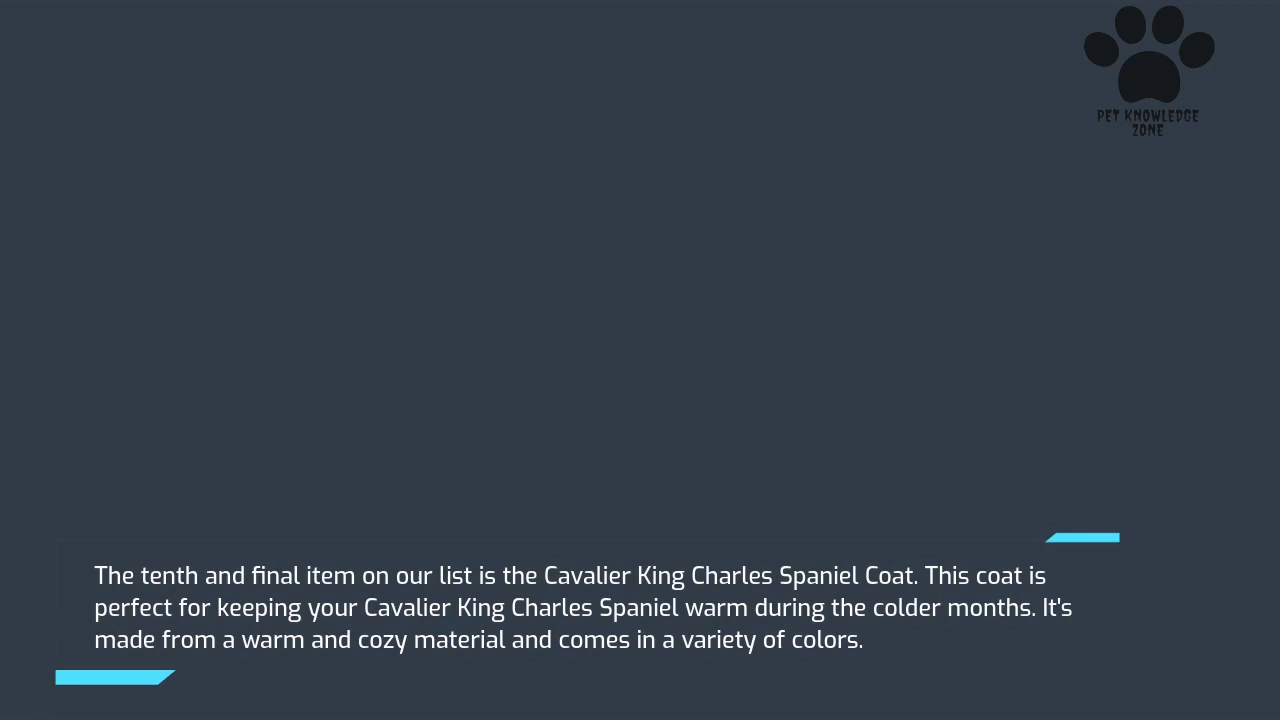 PET KNOWLEDGE
ZONE
The tenth and final item on our list is the Cavalier King Charles Spaniel Coat. This coat is
perfect for keeping your Cavalier King Charles Spaniel warm during the colder months. It's
made from a warm and cozy material and comes in a variety of colors.